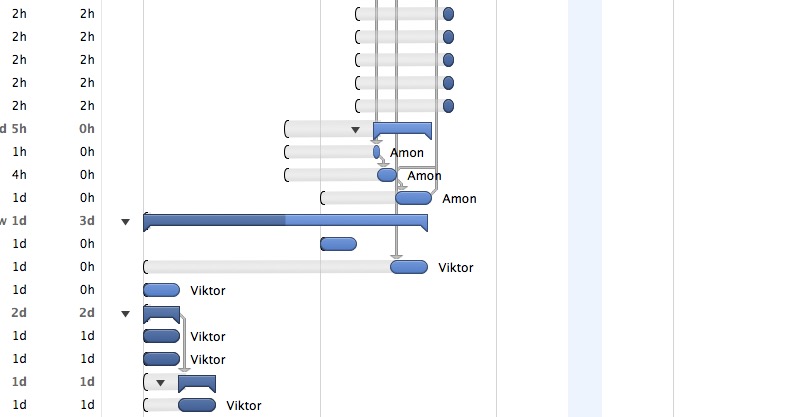 2h 2h
2h 2h
2h 2h
2h 2h
2h 2h
d 5h 0h
1h 0h Amon
4h 0h Amon
1d 0h Amon
w 1d 3d
1d 0h
1d 0h Viktor
1d 0h Viktor
2d 2d
1d 1d Viktor
1d 1d Viktor
1d 1d
1d 1d Viktor